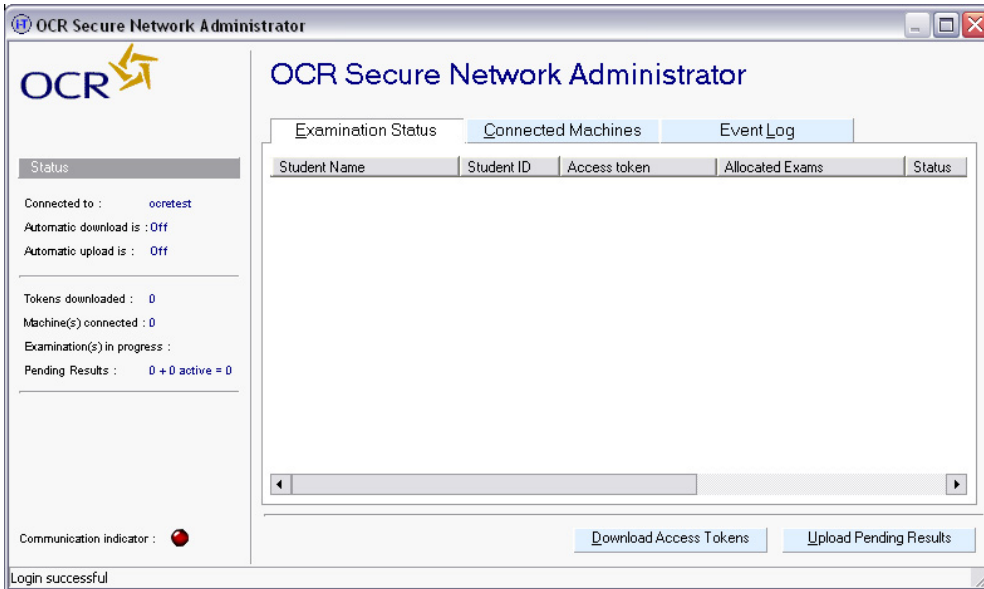 OCR Secure Network Administrator
OCR
OCR Secure Network Administrator
Examination Status Connected Machines Event Log
Student Name Student ID Access token Allocated Exams Status
Status
Connected to : ocretest
Automatic download is : Off
Automatic upload is : Off
Tokens downloaded : 0
Machine(s) connected : 0
Examination(s) in progress :
Pending Results : 0 + 0 active = 0
Communication indicator :
Download Access Tokens Upload Pending Results
Login successful